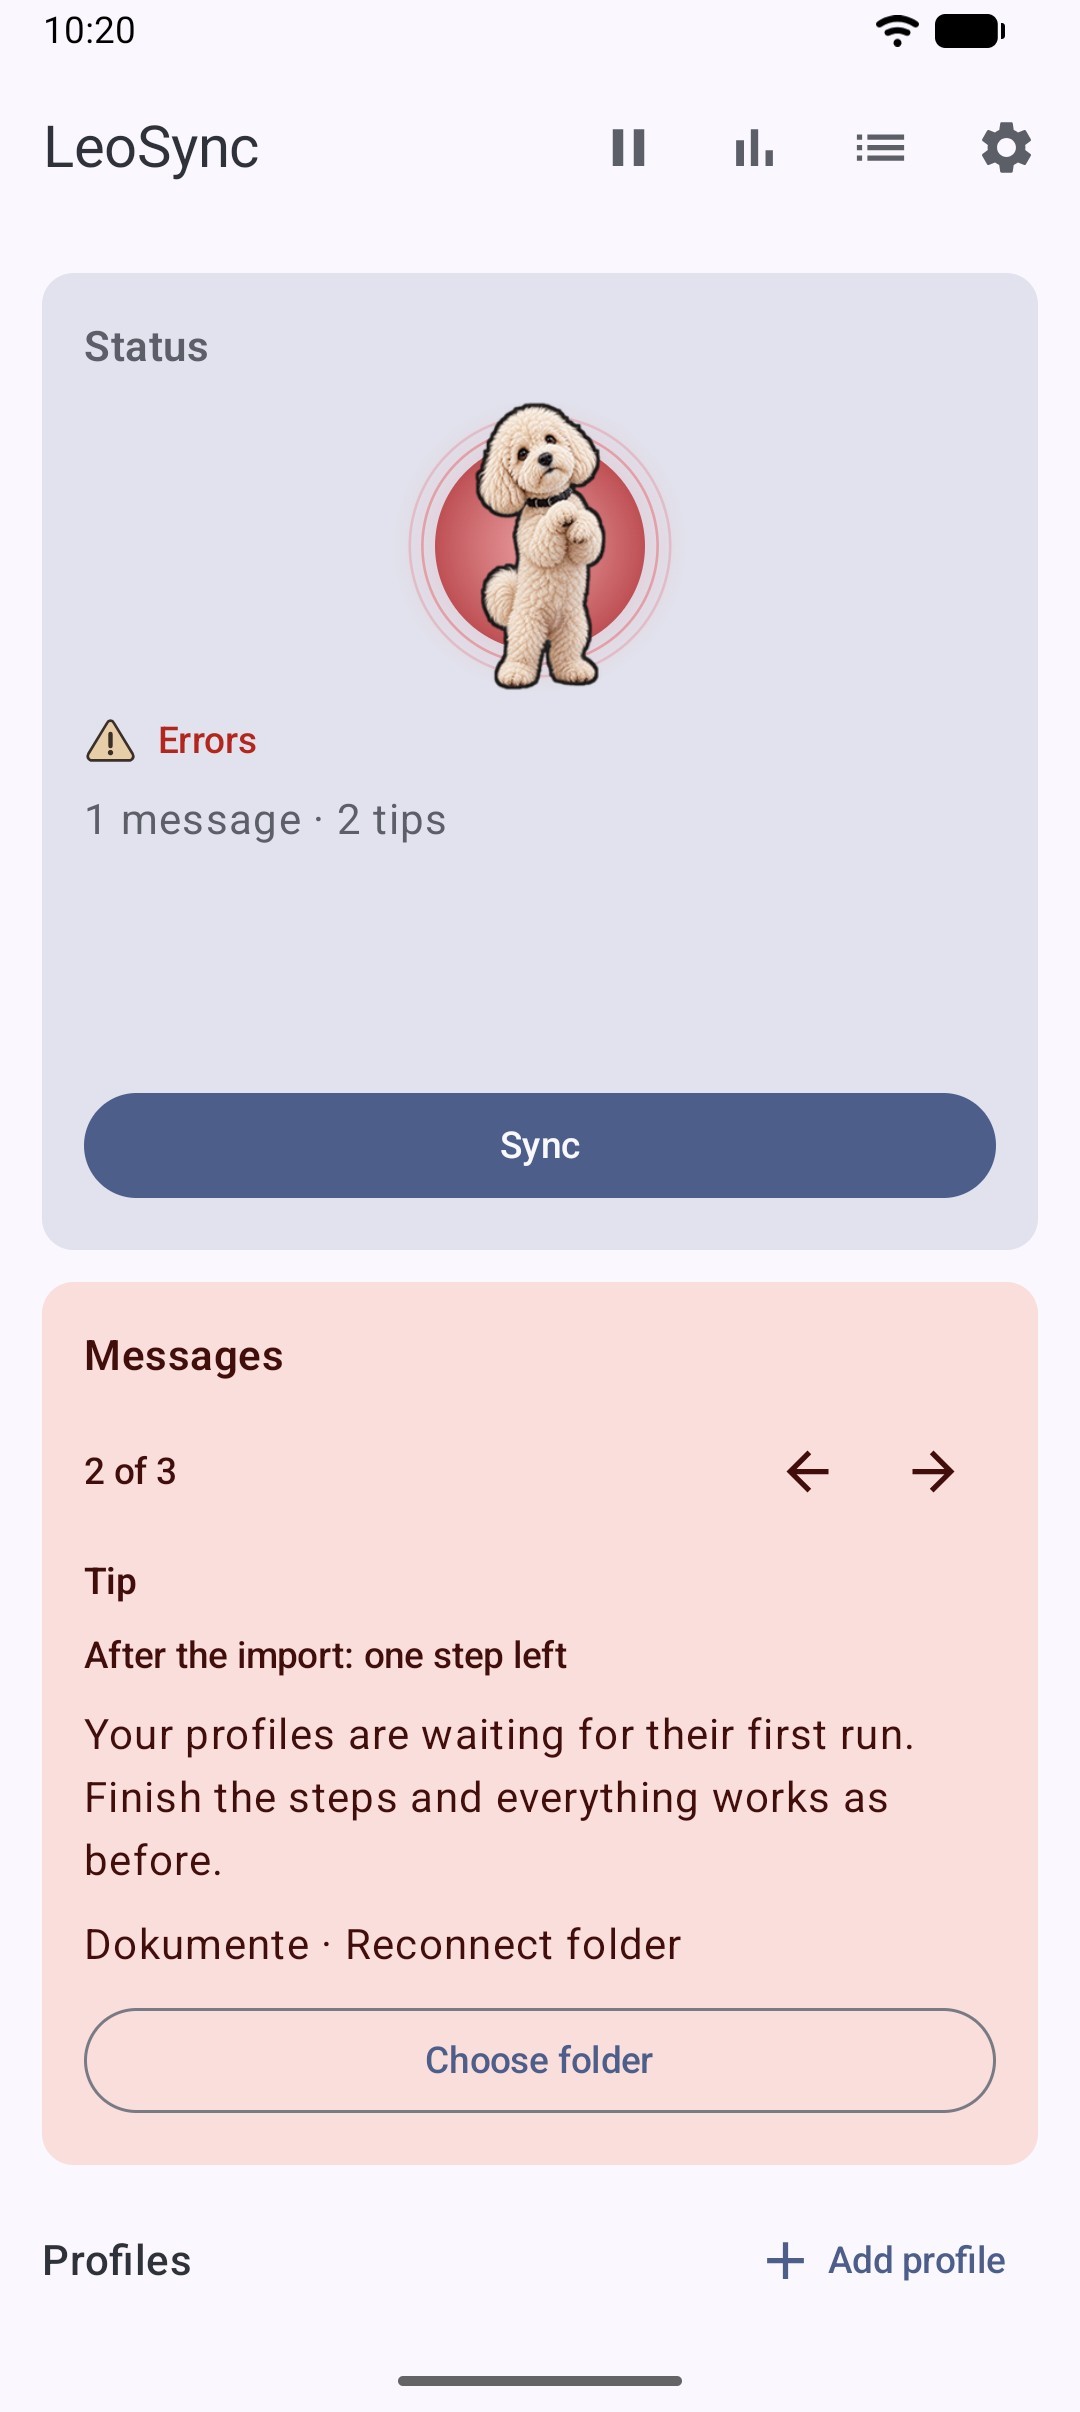 10:20
LeoSync
Status
Errors
1 message · 2 tips
Sync
Messages
2 of 3
Tip
After the import: one step left
Your profiles are waiting for their first run.
Finish the steps and everything works as
before.
Dokumente · Reconnect folder
Choose folder
Profiles
Add profile